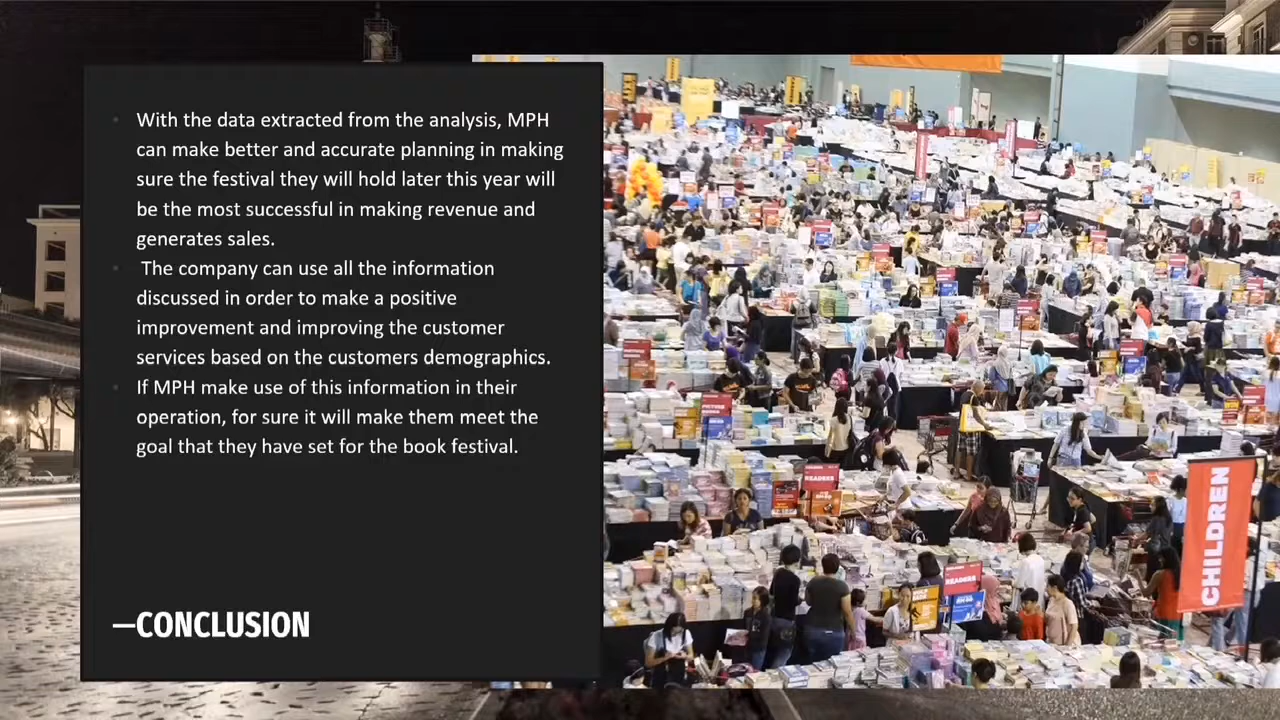 With the data extracted from the analysis, MPH
can make better and accurate planning in making
sure the festival they will hold later this year will
be the most successful in making revenue and
generates sales.
The company can use all the information
discussed in order to make a positive
improvement and improving the customer
services based on the customers demographics.
If MPH make use of this information in their
operation, for sure it will make them meet the
goal that they have set for the book festival.
—CONCLUSION
READERS
READERS
CHILDREN